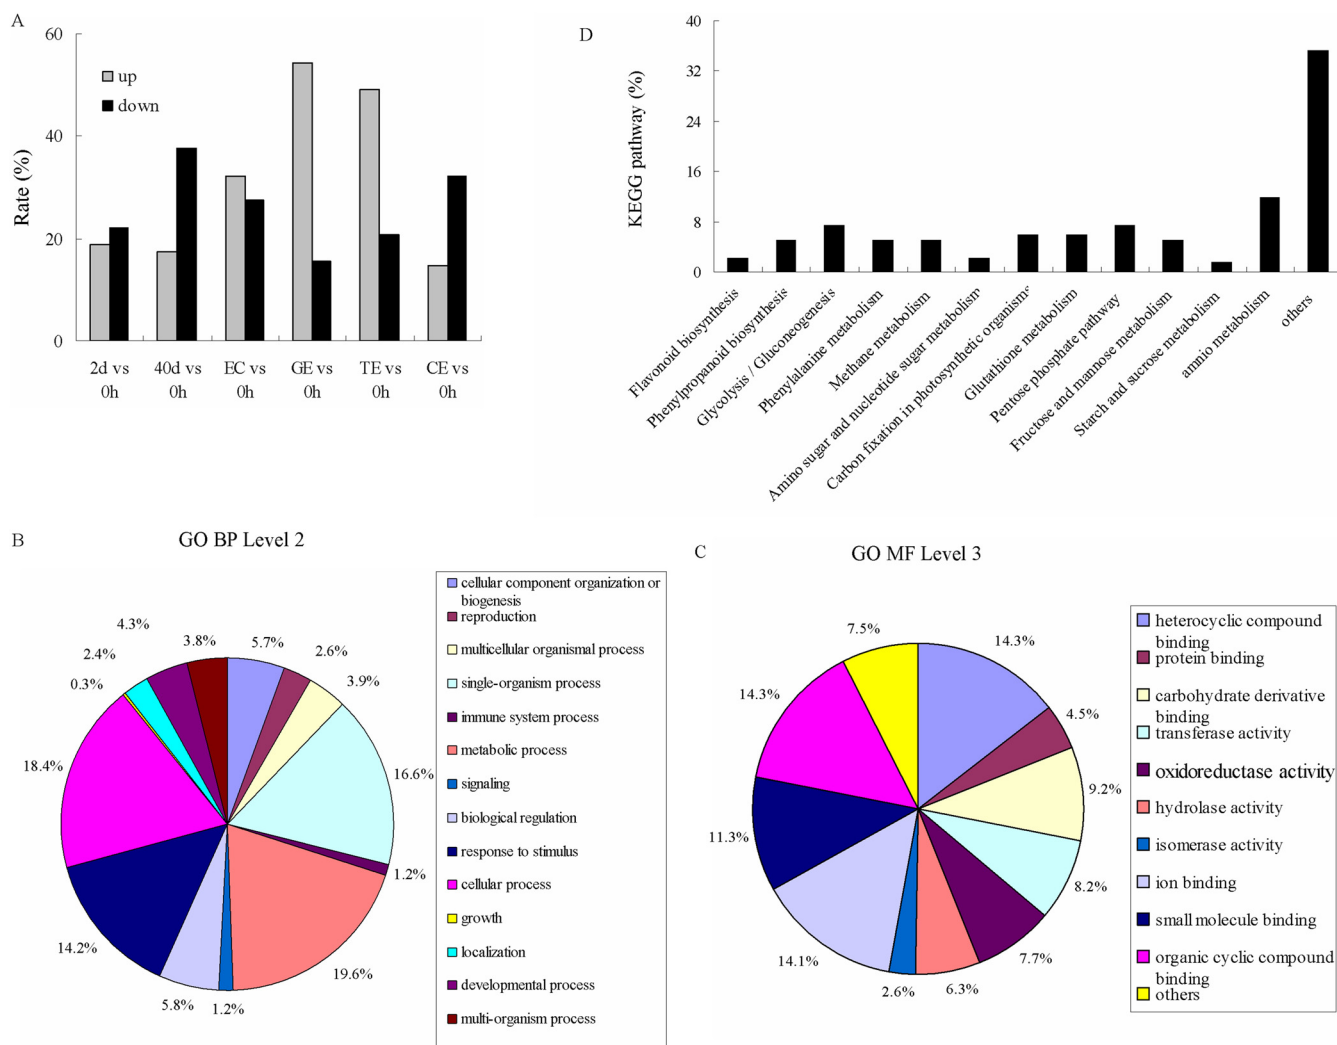 A
60
40
20
0
Rate (%)
up
down
2d vs
0h
40d vs
0h
EC vs
0h
GE vs
0h
TE vs
0h
CE vs
0h
D
40
32
24
16
8
0
KEGG pathway (%)
Flavonoid biosynthesis
Phenylpropanoid biosynthesis
Glycolysis / Gluconeogenesis
Phenylalanine metabolism
Methane metabolism
Amino sugar and nucleotide sugar metabolism
Carbon fixation in photosynthetic organisms
Glutathione metabolism
Pentose phosphate pathway
Fructose and mannose metabolism
Starch and sucrose metabolism
annio metabolism
others
B
GO BP Level 2
5.7%
2.6%
3.9%
16.6%
1.2%
19.6%
1.2%
5.8%
14.2%
18.4%
0.3%
2.4%
4.3%
3.8%
cellular component organization or
biogenesis
reproduction
multicellular organismal process
single-organism process
immune system process
metabolic process
signaling
biological regulation
response to stimulus
cellular process
growth
localization
developmental process
multi-organism process
C
GO MF Level 3
14.3%
4.5%
9.2%
8.2%
7.7%
6.3%
2.6%
14.1%
11.3%
14.3%
7.5%
heterocyclic compound
binding
protein binding
carbohydrate derivative
binding
transferase activity
oxidoreductase activity
hydrolase activity
isomerase activity
ion binding
small molecule binding
organic cyclic compound
binding
others